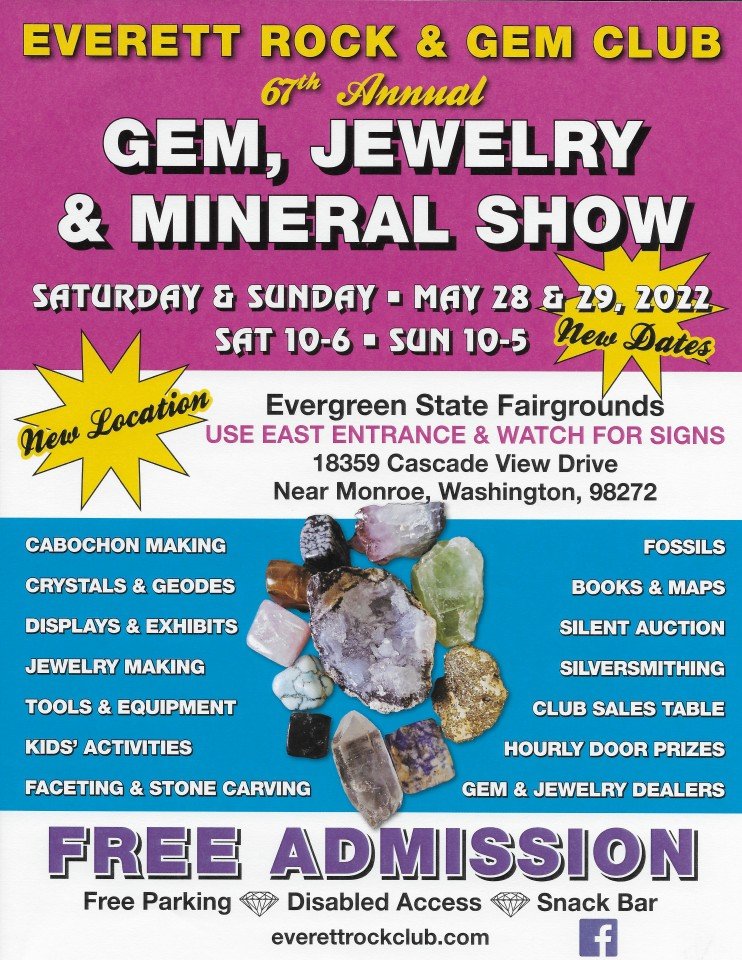 EVERETT ROCK & GEM CLUB
67th Annual
GEM, JEWELRY
& MINERAL SHOW
SATURDAY & SUNDAY ▪ MAY 28 & 29, 2022
SAT 10-6 ▪ SUN 10-5
New Dates
New Location
Evergreen State Fairgrounds
USE EAST ENTRANCE & WATCH FOR SIGNS
18359 Cascade View Drive
Near Monroe, Washington, 98272
CABOCHON MAKING
CRYSTALS & GEODES
DISPLAYS & EXHIBITS
JEWELRY MAKING
TOOLS & EQUIPMENT
KIDS' ACTIVITIES
FACETING & STONE CARVING
FOSSILS
BOOKS & MAPS
SILENT AUCTION
SILVERSMITHING
CLUB SALES TABLE
HOURLY DOOR PRIZES
GEM & JEWELRY DEALERS
FREE ADMISSION
Free Parking Disabled Access Snack Bar
everettrockclub.com f